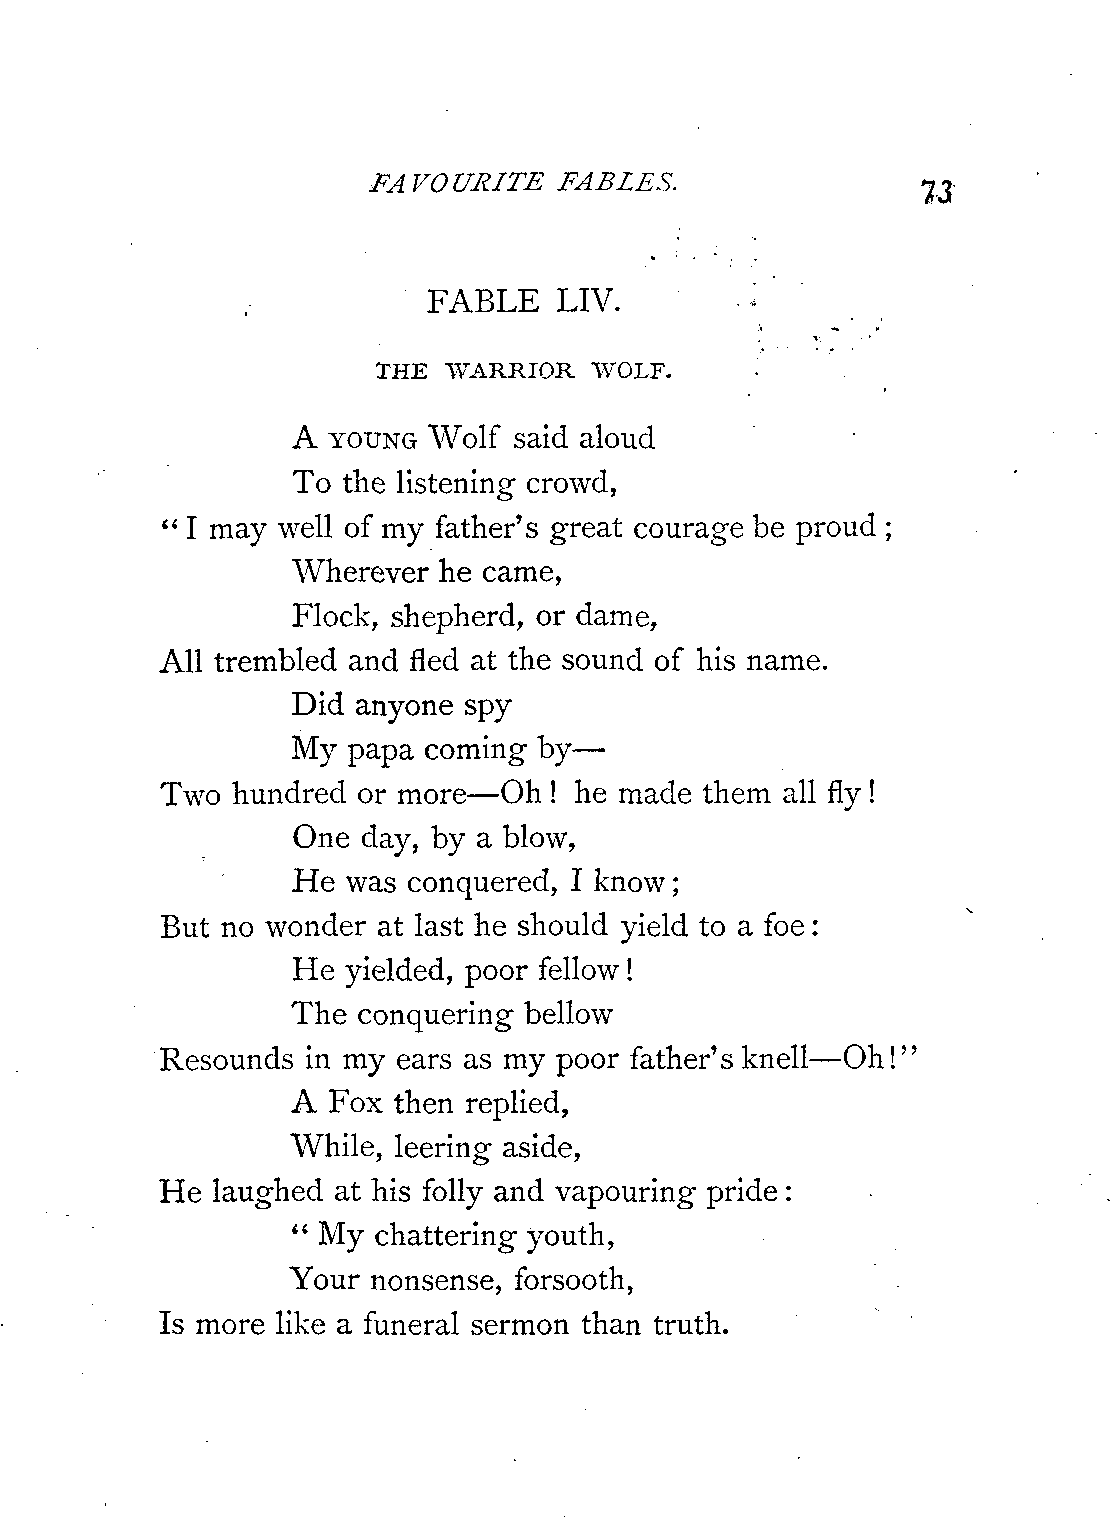 FAVOURITE FABLES. 73
FABLE LIV.
THE WARRIOR WOLF.
A YOUNG Wolf said aloud
To the listening crowd,
“I may well of my father's great courage be proud;
Wherever he came,
Flock, shepherd, or dame,
All trembled and fled at the sound of his name.
Did anyone spy
My papa coming by—
Two hundred or more—Oh! he made them all fly!
One day, by a blow,
He was conquered, I know;
But no wonder at last he should yield to a foe:
He yielded, poor fellow!
The conquering bellow
Resounds in my ears as my poor father's knell—Oh!”
A Fox then replied,
While, leering aside,
He laughed at his folly and vapouring pride:
“My chattering youth,
Your nonsense, forsooth,
Is more like a funeral sermon than truth.